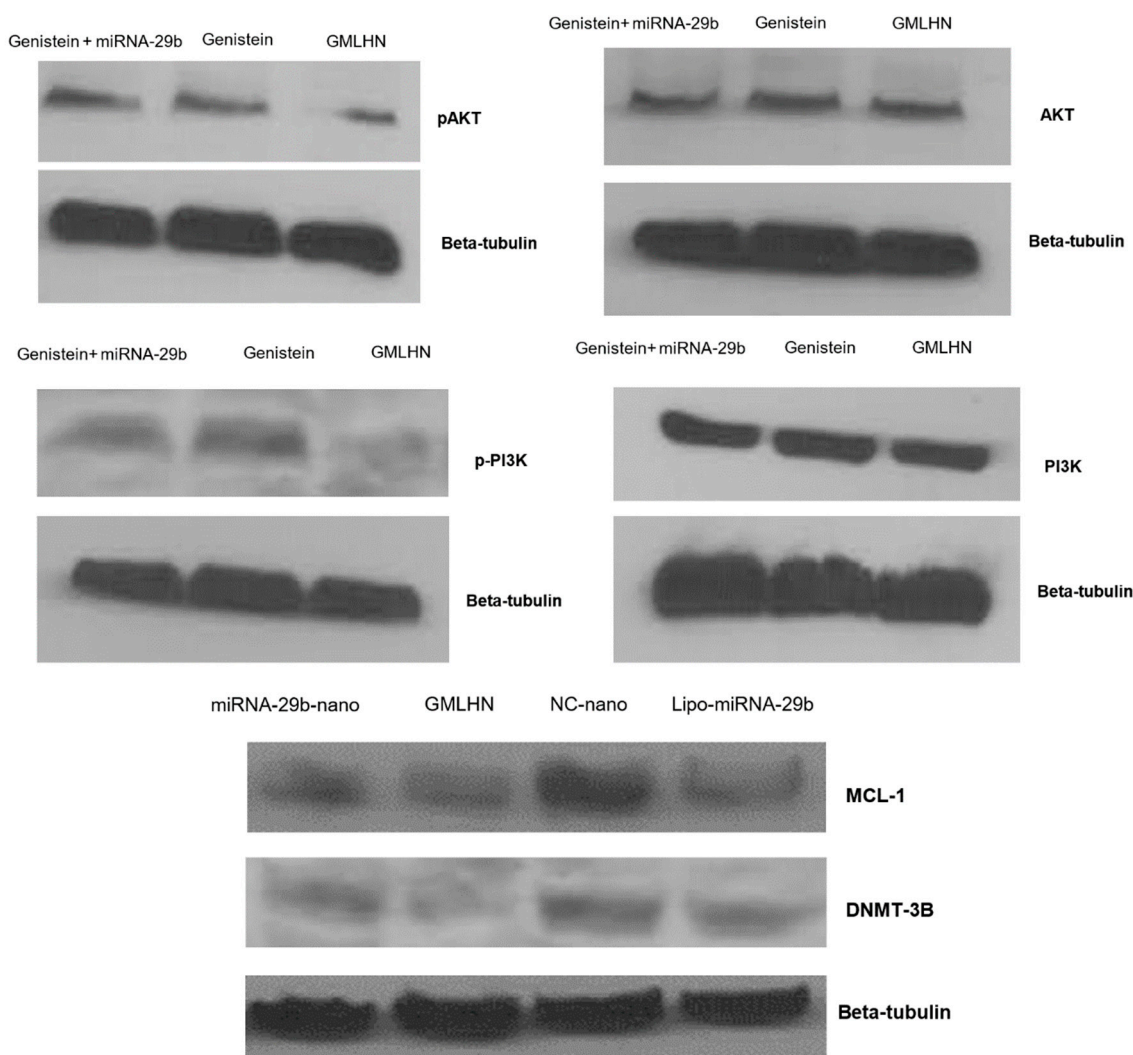 Genistein + miRNA-29b Genistein GMLHN
pAKT
Beta-tubulin
Genistein + miRNA-29b Genistein GMLHN
AKT
Beta-tubulin
Genistein+ miRNA-29b Genistein GMLHN
p-PI3K
Beta-tubulin
Genistein+ miRNA-29b Genistein GMLHN
PI3K
Beta-tubulin
miRNA-29b-nano GMLHN NC-nano Lipo-miRNA-29b
MCL-1
DNMT-3B
Beta-tubulin